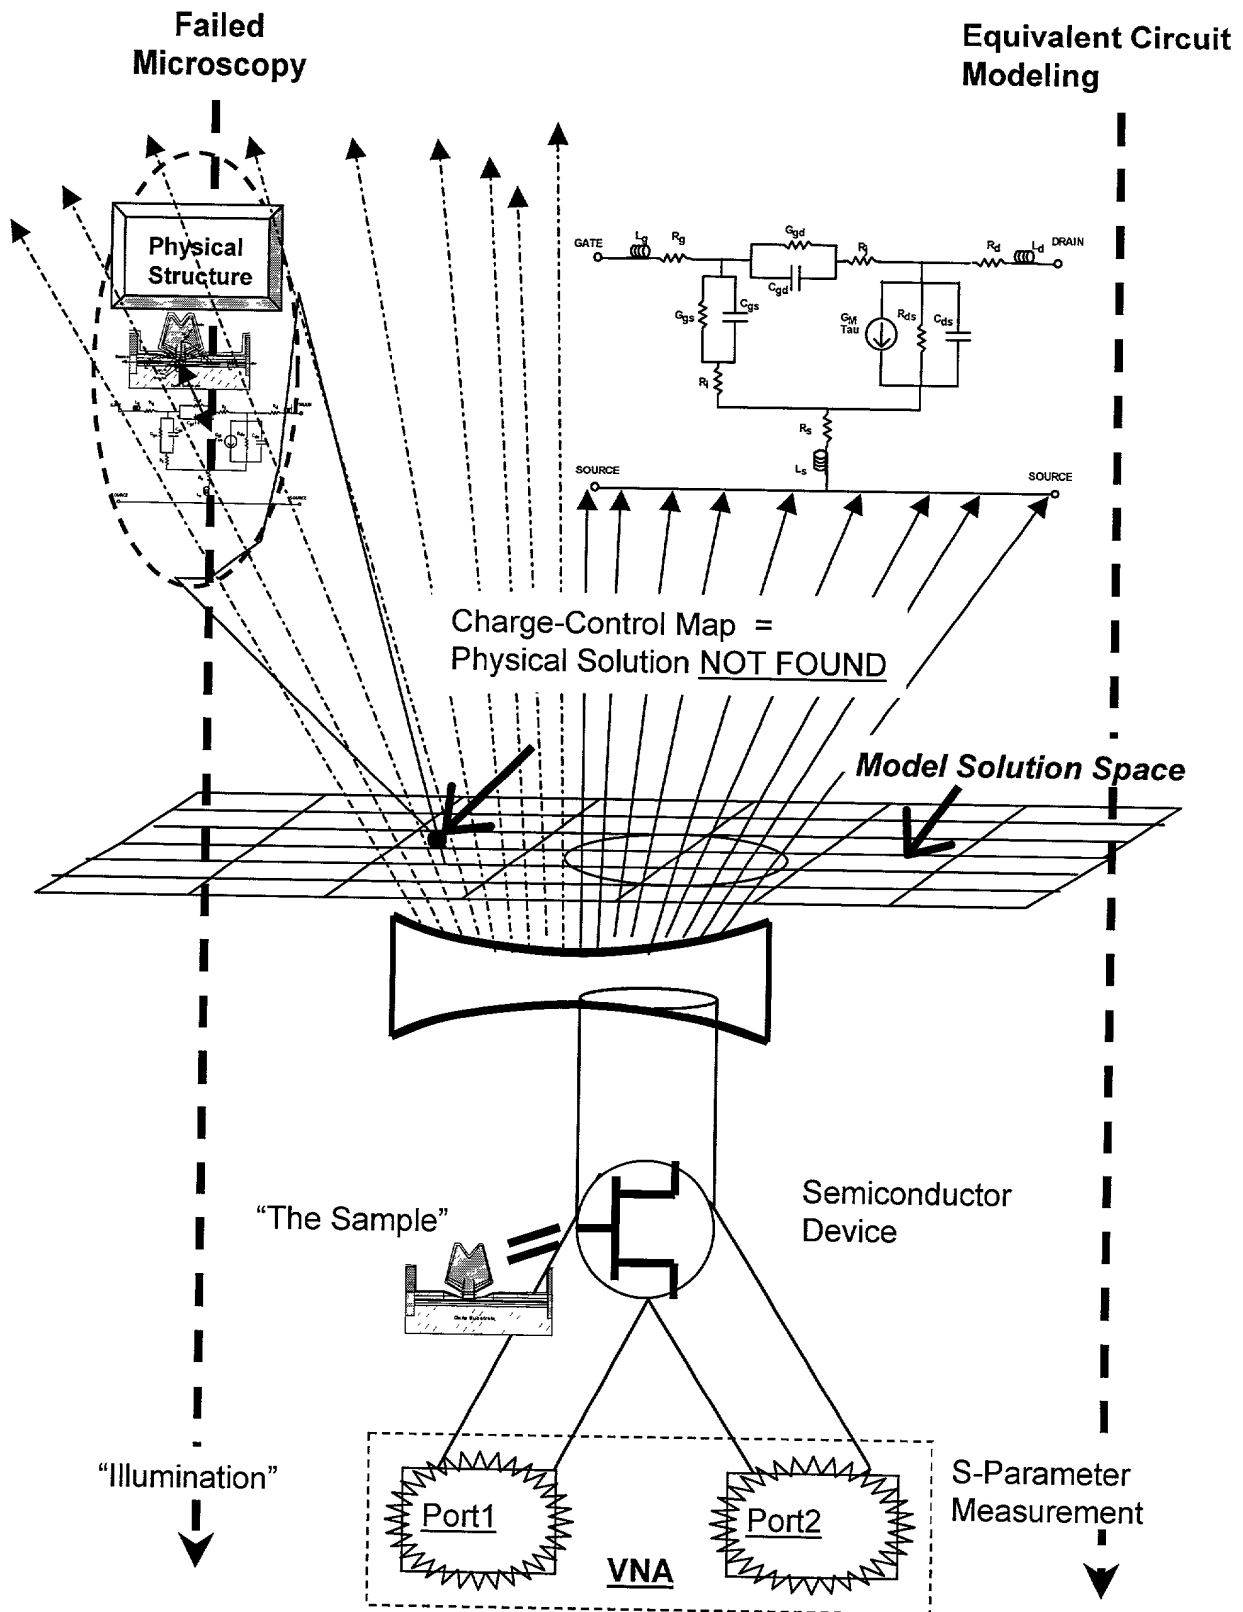 Failed
Microscopy
Equivalent Circuit
Modeling
Physical
Structure
GATE
Lg
Rg
Ggd
Cgd
Rj
Rd
Ld
DRAIN
Ggs
Cgs
Ri
GM
Tau
Rds
Cds
Rs
Ls
SOURCE
SOURCE
DRAIN
Charge-Control Map =
Physical Solution NOT FOUND
Model Solution Space
"The Sample"
Semiconductor
Device
"Illumination"
S-Parameter
Measurement
Port1
Port2
VNA